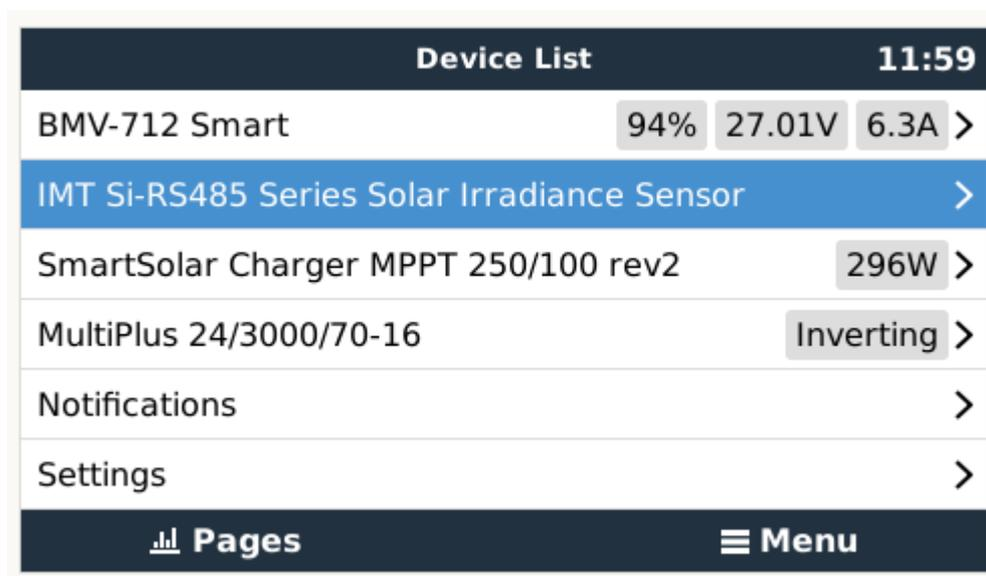 Device List 11:59
BMV-712 Smart 94% 27.01V 6.3A
IMT Si-RS485 Series Solar Irradiance Sensor
SmartSolar Charger MPPT 250/100 rev2 296W
MultiPlus 24/3000/70-16 Inverting
Notifications
Settings
Pages Menu